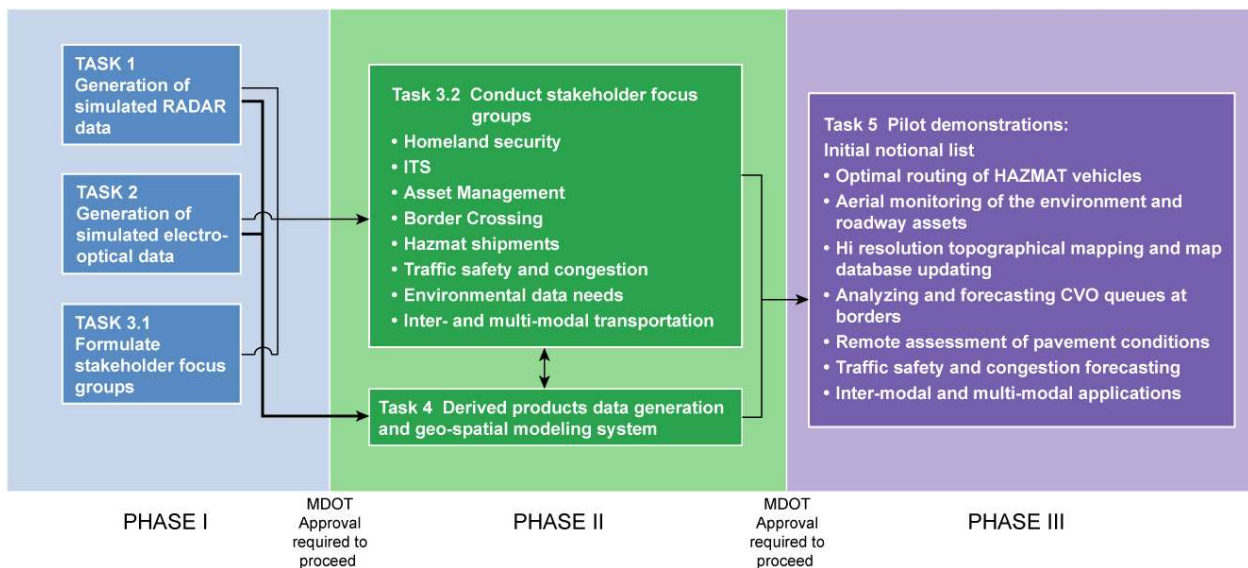 TASK 1
Generation of
simulated RADAR
data
TASK 2
Generation of
simulated electro-
optical data
TASK 3.1
Formulate
stakeholder focus
groups
Task 3.2 Conduct stakeholder focus
groups
• Homeland security
• ITS
• Asset Management
• Border Crossing
• Hazmat shipments
• Traffic safety and congestion
• Environmental data needs
• Inter- and multi-modal transportation
Task 4 Derived products data generation
and geo-spatial modeling system
Task 5 Pilot demonstrations:
Initial notional list
• Optimal routing of HAZMAT vehicles
• Aerial monitoring of the environment and
roadway assets
• Hi resolution topographical mapping and map
database updating
• Analyzing and forecasting CVO queues at
borders
• Remote assessment of pavement conditions
• Traffic safety and congestion forecasting
• Inter-modal and multi-modal applications
PHASE I
MDOT
Approval
required to
proceed
PHASE II
MDOT
Approval
required to
proceed
PHASE III